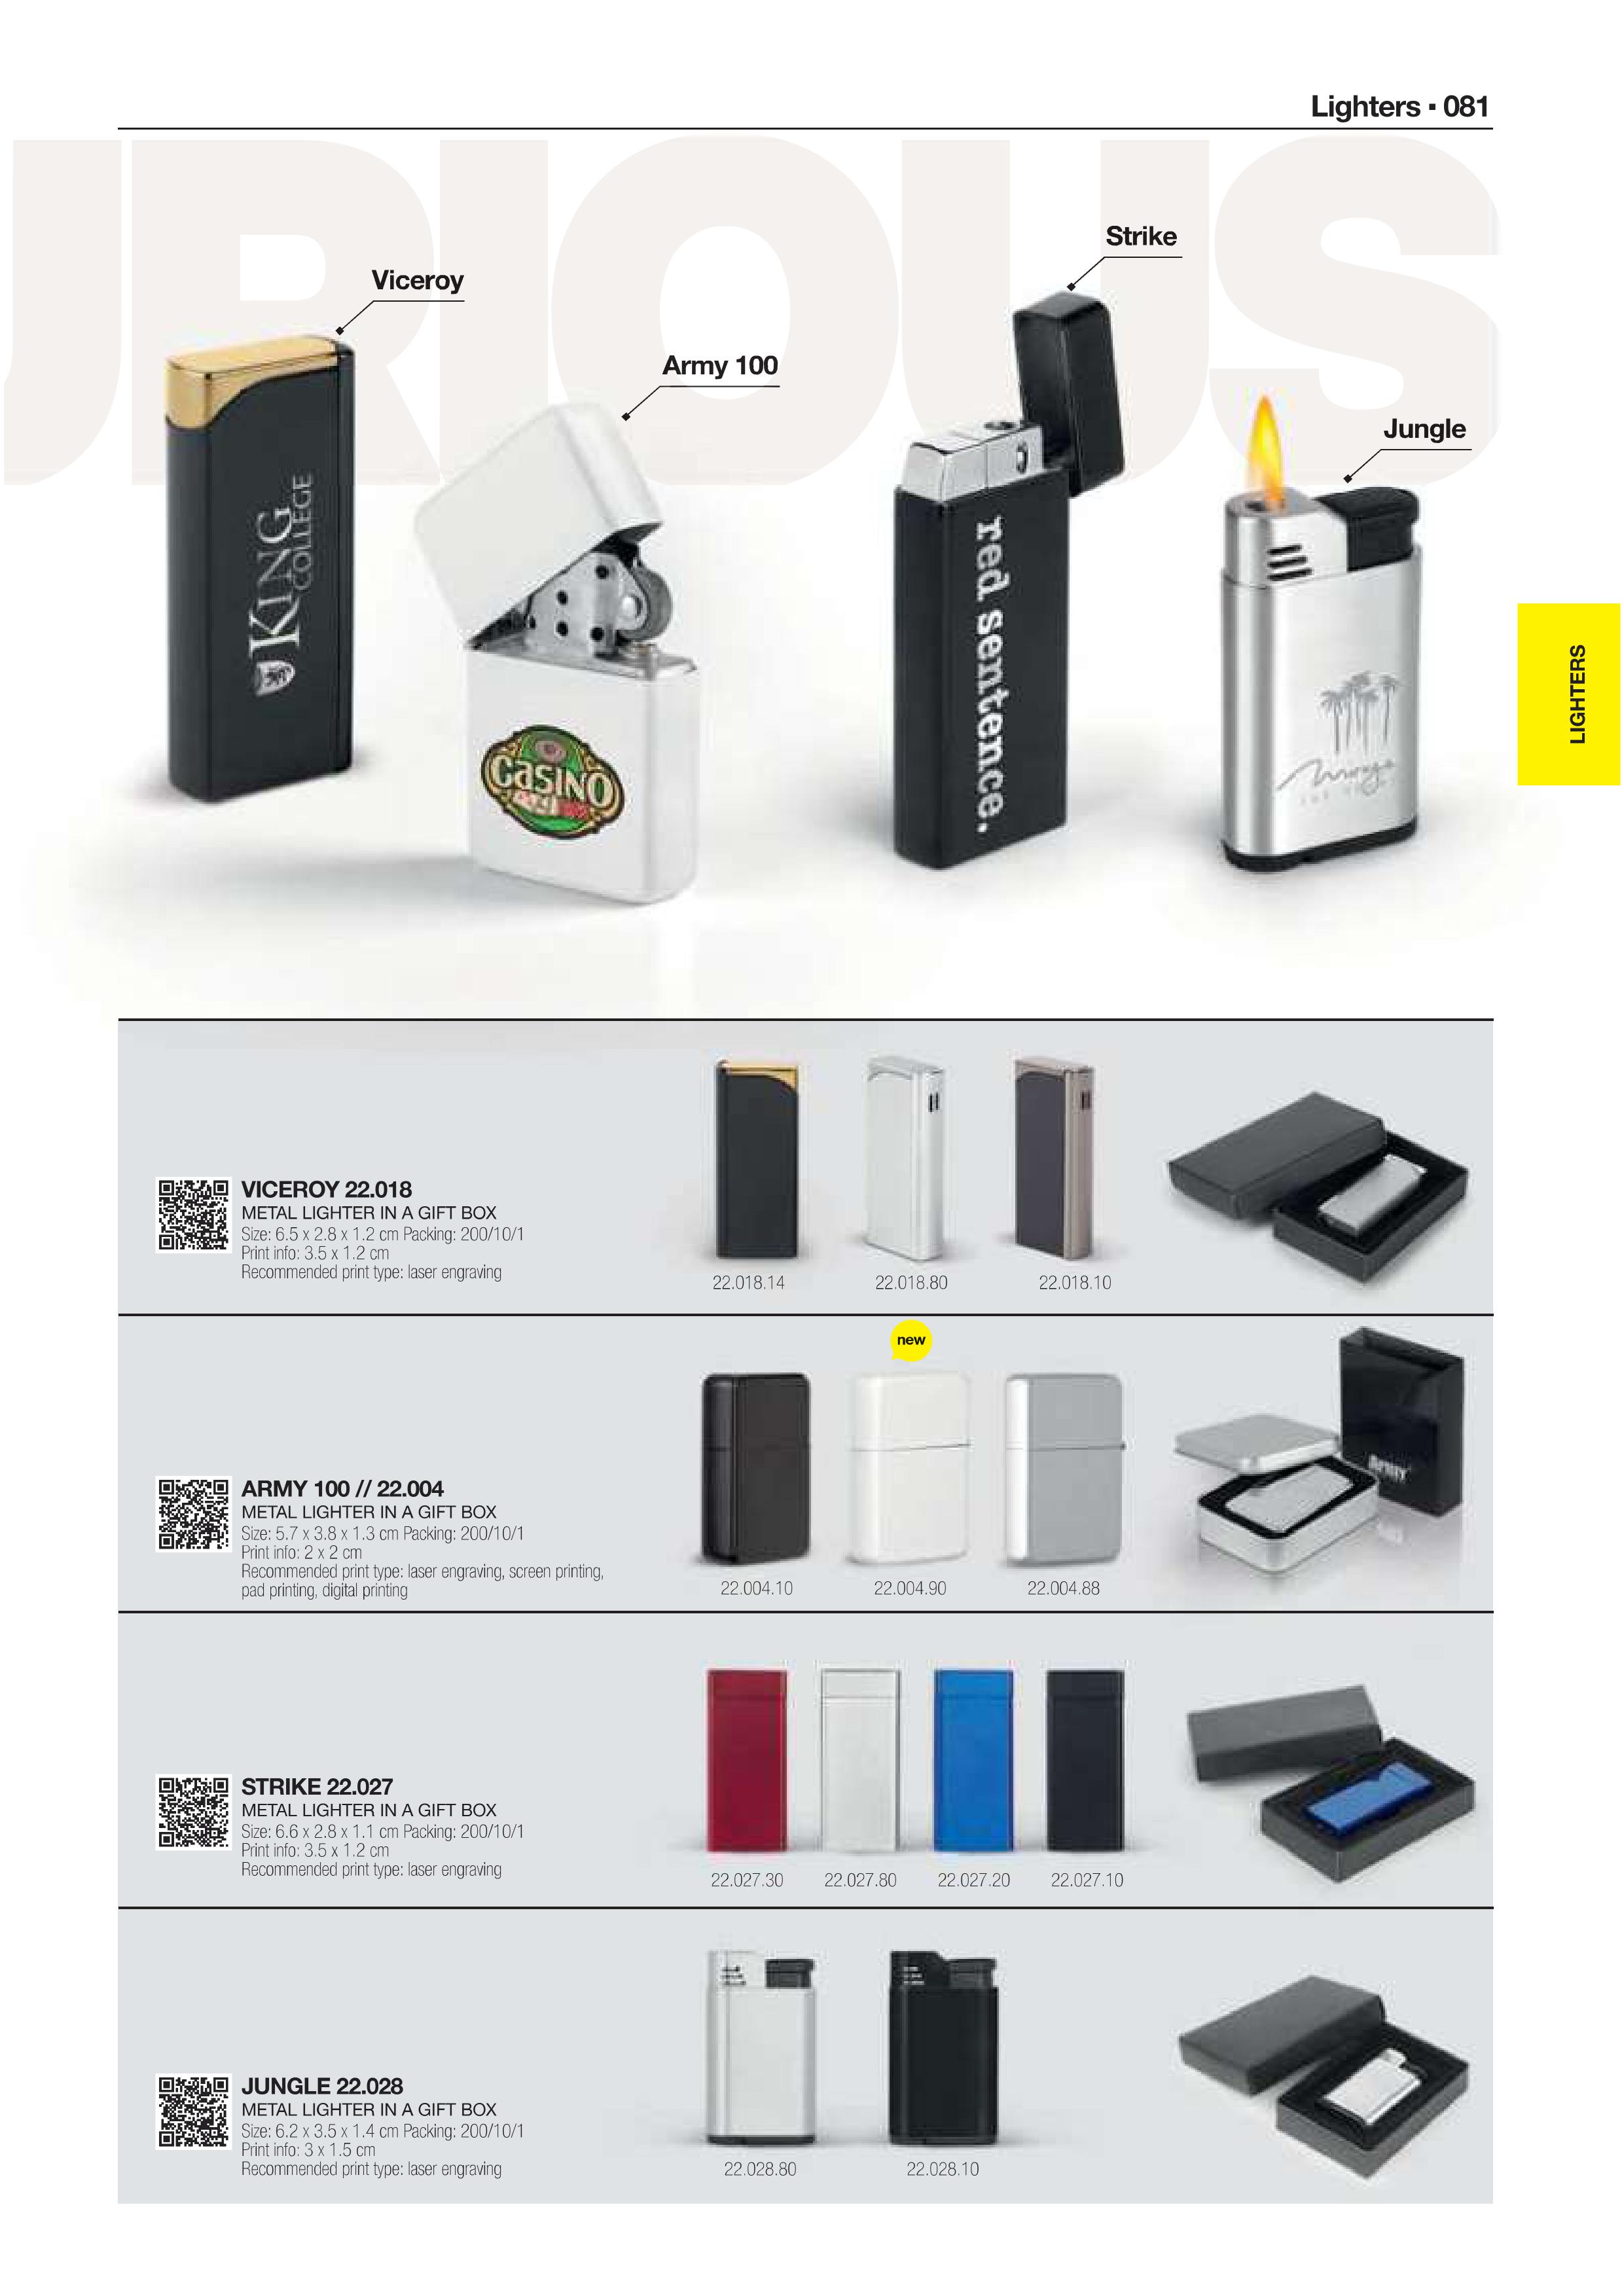 Lighters ▪ 081
URIOUS
Strike
Viceroy
Army 100
Jungle
KING
COLLEGE
red sentence.
CASINO
Mirage
LIGHTERS
VICEROY 22.018
METAL LIGHTER IN A GIFT BOX
Size: 6.5 x 2.8 x 1.2 cm Packing: 200/10/1
Print info: 3.5 x 1.2 cm
Recommended print type: laser engraving
22.018.14
22.018.80
22.018.10
new
ARMY 100 // 22.004
METAL LIGHTER IN A GIFT BOX
Size: 5.7 x 3.8 x 1.3 cm Packing: 200/10/1
Print info: 2 x 2 cm
Recommended print type: laser engraving, screen printing,
pad printing, digital printing
22.004.10
22.004.90
22.004.88
ARMY
STRIKE 22.027
METAL LIGHTER IN A GIFT BOX
Size: 6.6 x 2.8 x 1.1 cm Packing: 200/10/1
Print info: 3.5 x 1.2 cm
Recommended print type: laser engraving
22.027.30
22.027.80
22.027.20
22.027.10
JUNGLE 22.028
METAL LIGHTER IN A GIFT BOX
Size: 6.2 x 3.5 x 1.4 cm Packing: 200/10/1
Print info: 3 x 1.5 cm
Recommended print type: laser engraving
22.028.80
22.028.10